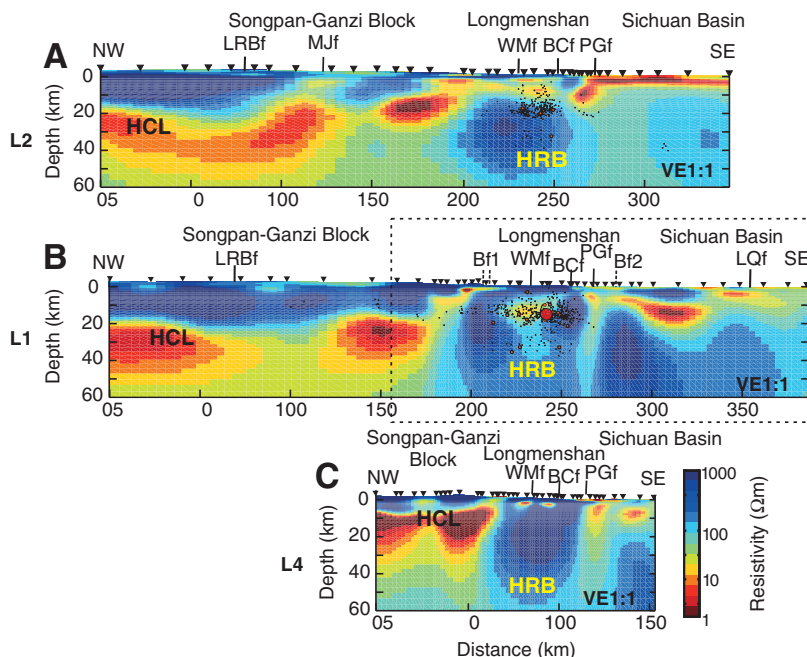 Songpan-Ganzi Block Longmenshan Sichuan Basin
A NW LRBf MJf WMf BCf PGf SE
L2
Depth (km)
0
20
40
60
HCL HRB VE1:1
05 0 100 150 200 250 300
B Songpan-Ganzi Block Longmenshan Sichuan Basin
NW LRBf Bf1 WMf BCf PGf Bf2 LQf SE
L1
Depth (km)
0
20
40
60
HCL HRB VE1:1
05 0 100 150 200 250 300 350
Songpan-Ganzi Block Longmenshan Sichuan Basin
C NW WMf BCf PGf SE
L4
Depth (km)
0
20
40
60
HCL HRB VE1:1
05 0 50 100 150
Distance (km)
1000
100
10
1
Resistivity (Ωm)